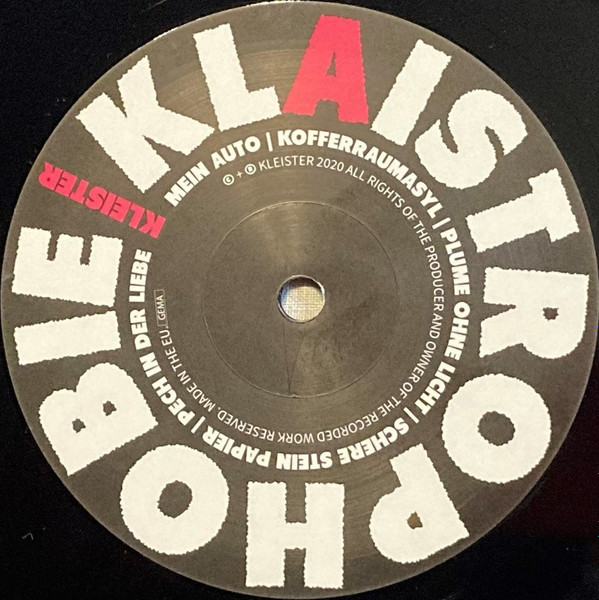 KLAISTROPHOBIE
KLEISTER
MEIN AUTO | KOFFERRAUMASYL | PLUME OHNE LICHT | SCHERE STEIN PAPIER | PECH IN DER LIEBE
© + ℗ KLEISTER 2020 ALL RIGHTS OF THE PRODUCER AND OWNER OF THE RECORDED WORK RESERVED. MADE IN THE EU. GEMA